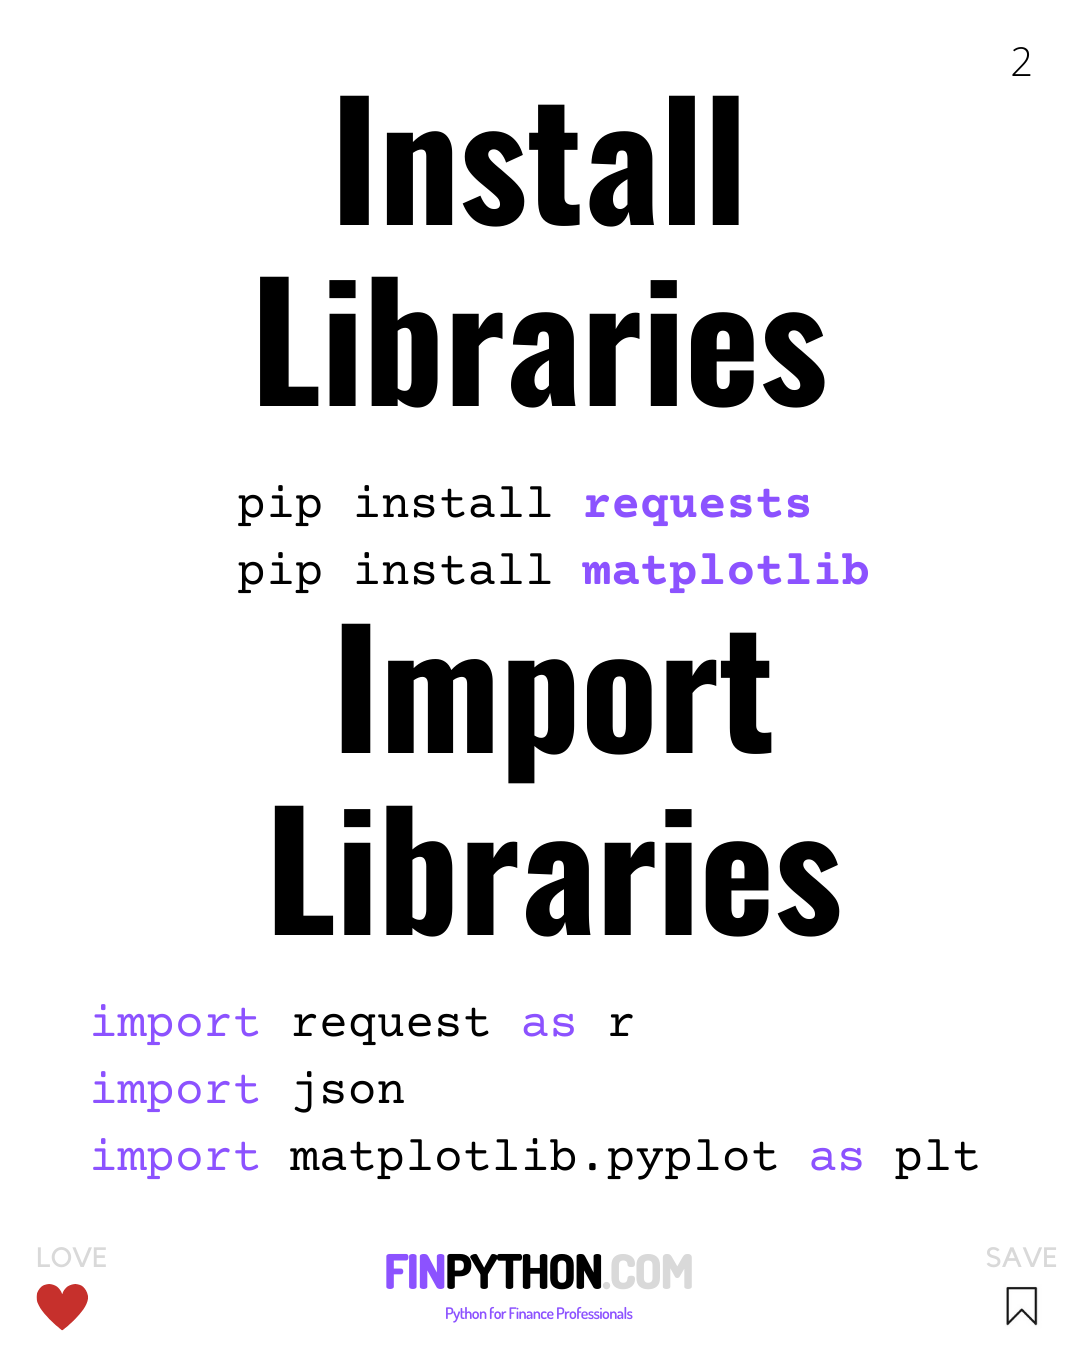 2
Install
Libraries
pip install requests
pip install matplotlib
Import
Libraries
import request as r
import json
import matplotlib.pyplot as plt
LOVE
FINPYTHON.COM
SAVE
Python for Finance Professionals